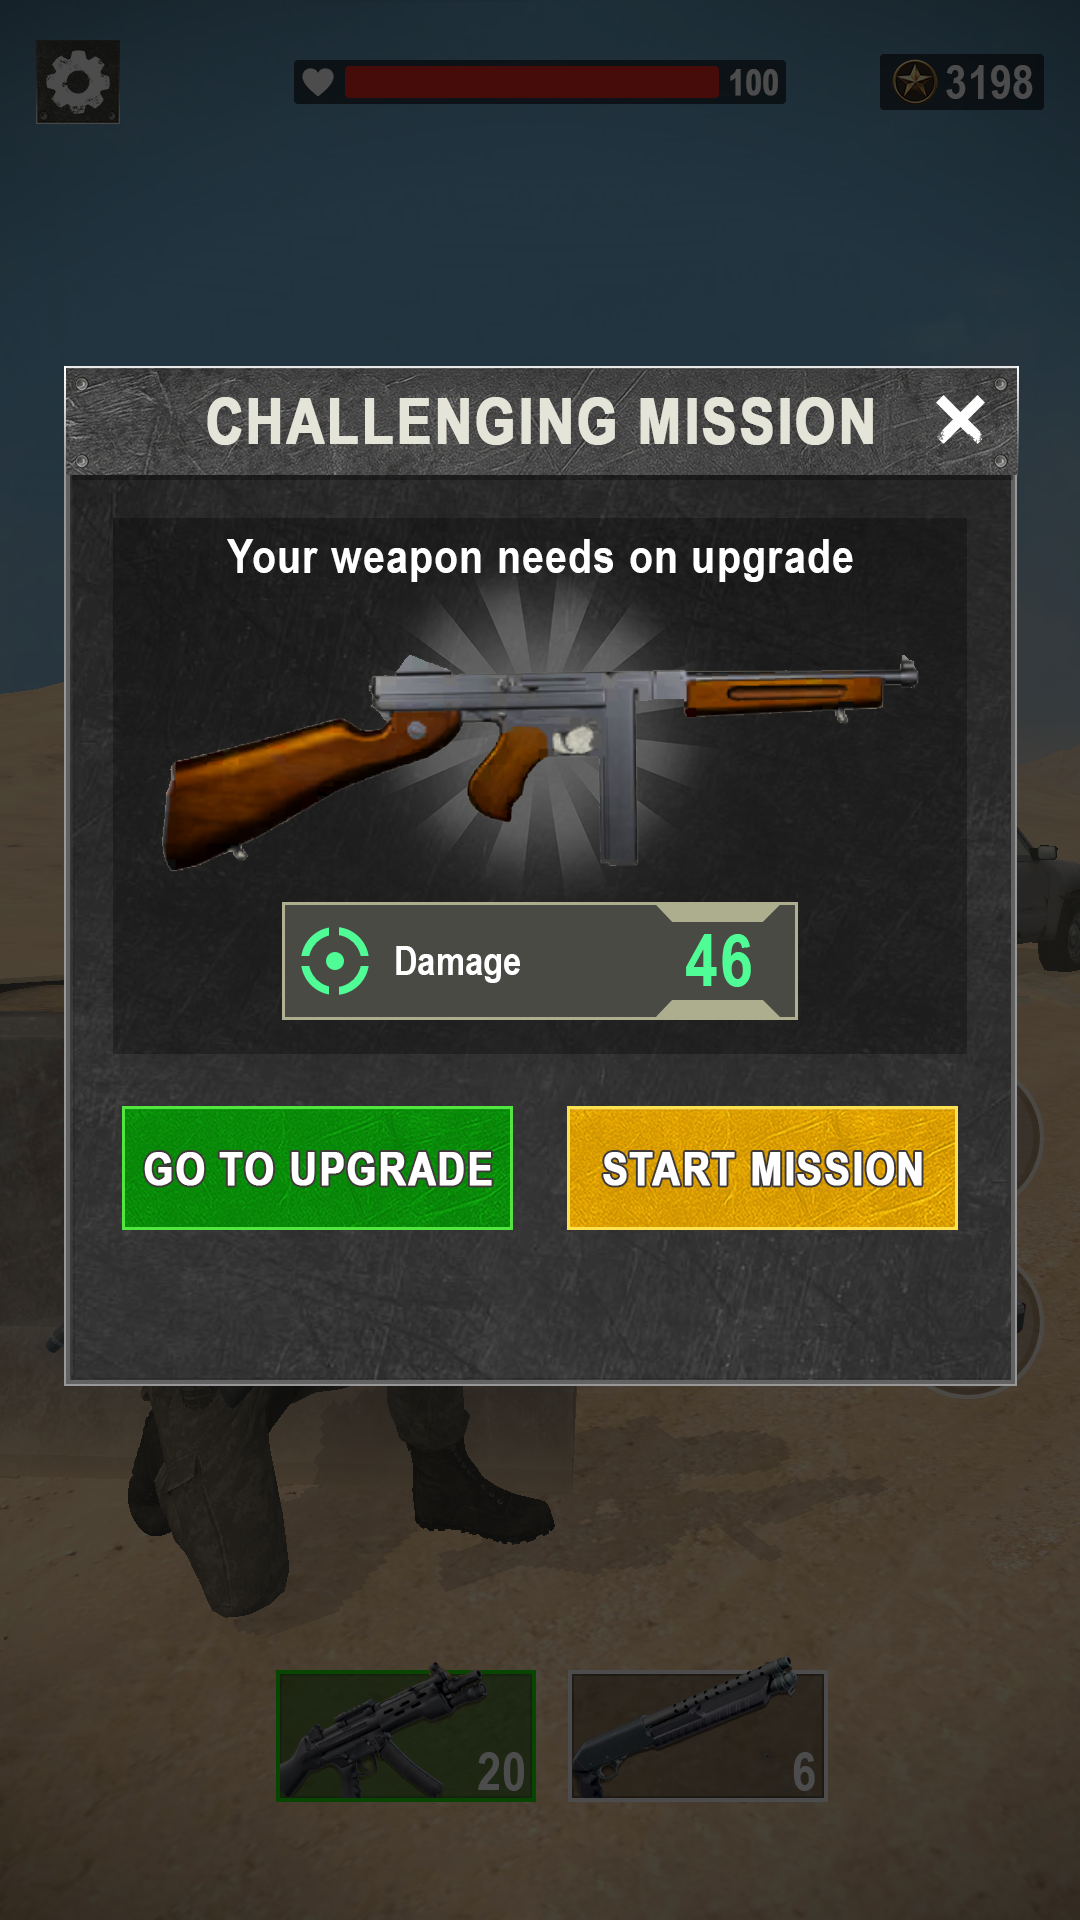 100
3198
CHALLENGING MISSION
Your weapon needs on upgrade
Damage
46
GO TO UPGRADE
START MISSION
20
6